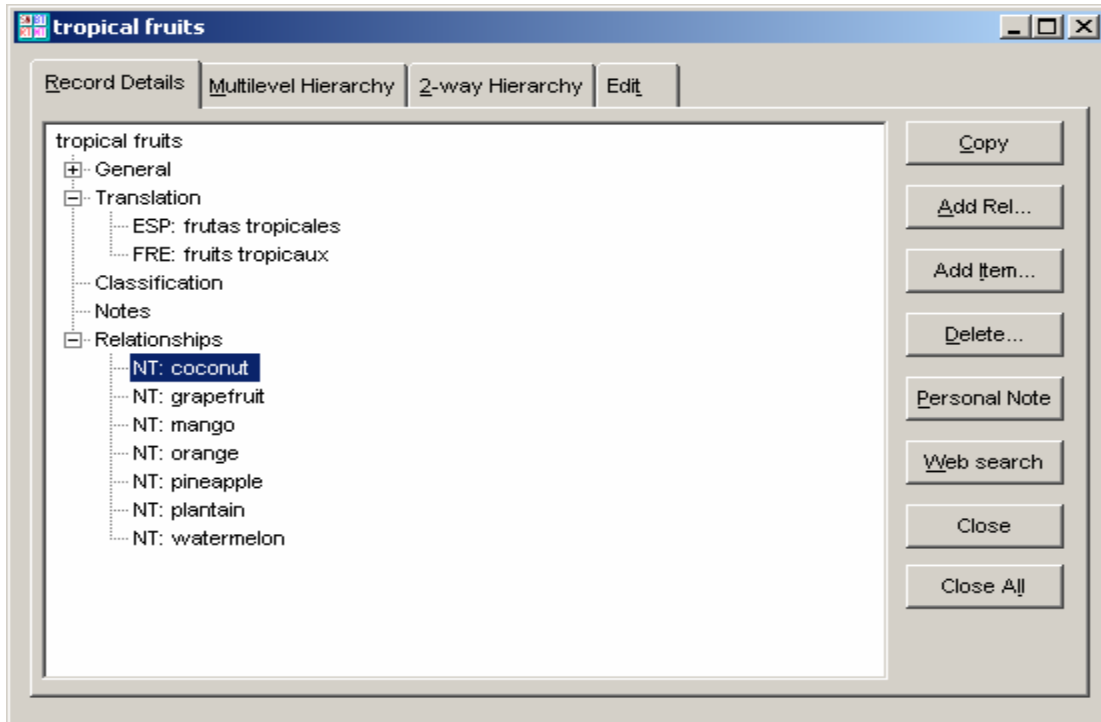 tropical fruits
Record Details Multilevel Hierarchy 2-way Hierarchy Edit
tropical fruits
General
Translation
ESP: frutas tropicales
FRE: fruits tropicaux
Classification
Notes
Relationships
NT: coconut
NT: grapefruit
NT: mango
NT: orange
NT: pineapple
NT: plantain
NT: watermelon
Copy
Add Rel...
Add Item...
Delete...
Personal Note
Web search
Close
Close All